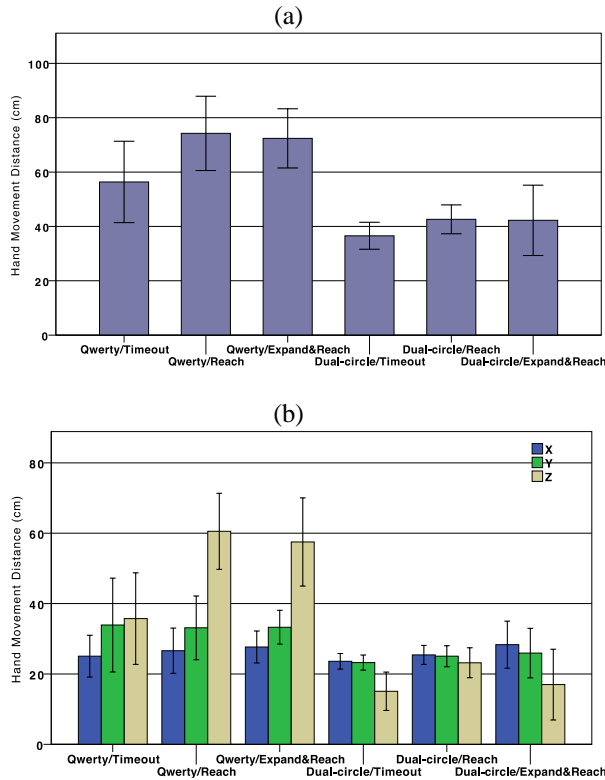 (a)
Hand Movement Distance (cm)
100
80
60
40
20
0
Qwerty/Timeout
Qwerty/Reach
Qwerty/Expand&Reach
Dual-circle/Timeout
Dual-circle/Reach
Dual-circle/Expand&Reach
(b)
Hand Movement Distance (cm)
80
60
40
20
0
X
Y
Z
Qwerty/Timeout
Qwerty/Reach
Qwerty/Expand&Reach
Dual-circle/Timeout
Dual-circle/Reach
Dual-circle/Expand&Reach